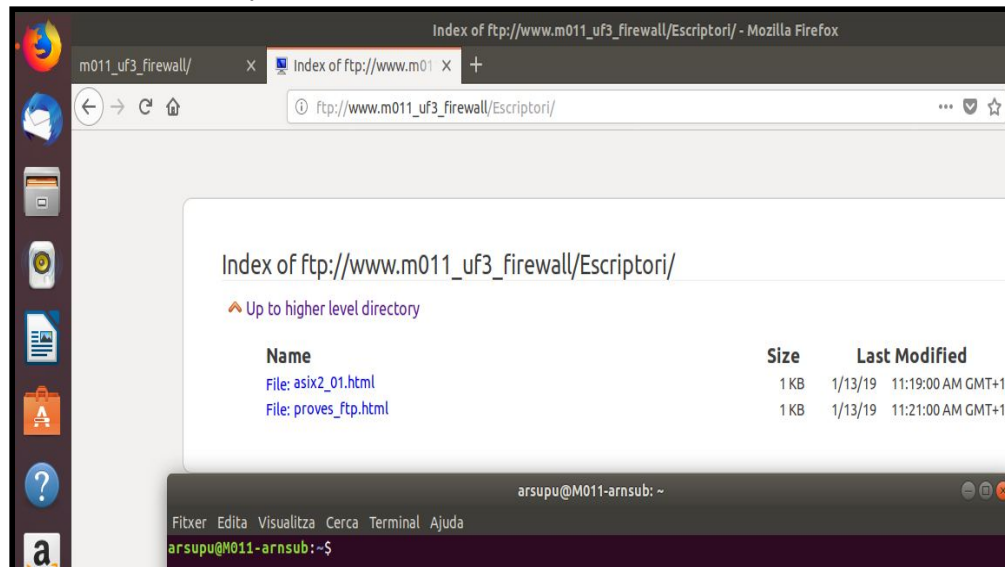 Index of ftp://www.m011_uf3_firewall/Escriptori/ - Mozilla Firefox
m011_uf3_firewall/
Index of ftp://www.m01
ftp://www.m011_uf3_firewall/Escriptori/
Index of ftp://www.m011_uf3_firewall/Escriptori/
Up to higher level directory
Name Size Last Modified
File: asix2_01.html 1 KB 1/13/19 11:19:00 AM GMT+1
File: proves_ftp.html 1 KB 1/13/19 11:21:00 AM GMT+1
arsupu@M011-arnsub: ~
Fitxer Edita Visualitza Cerca Terminal Ajuda
arsupu@M011-arnsub:~$